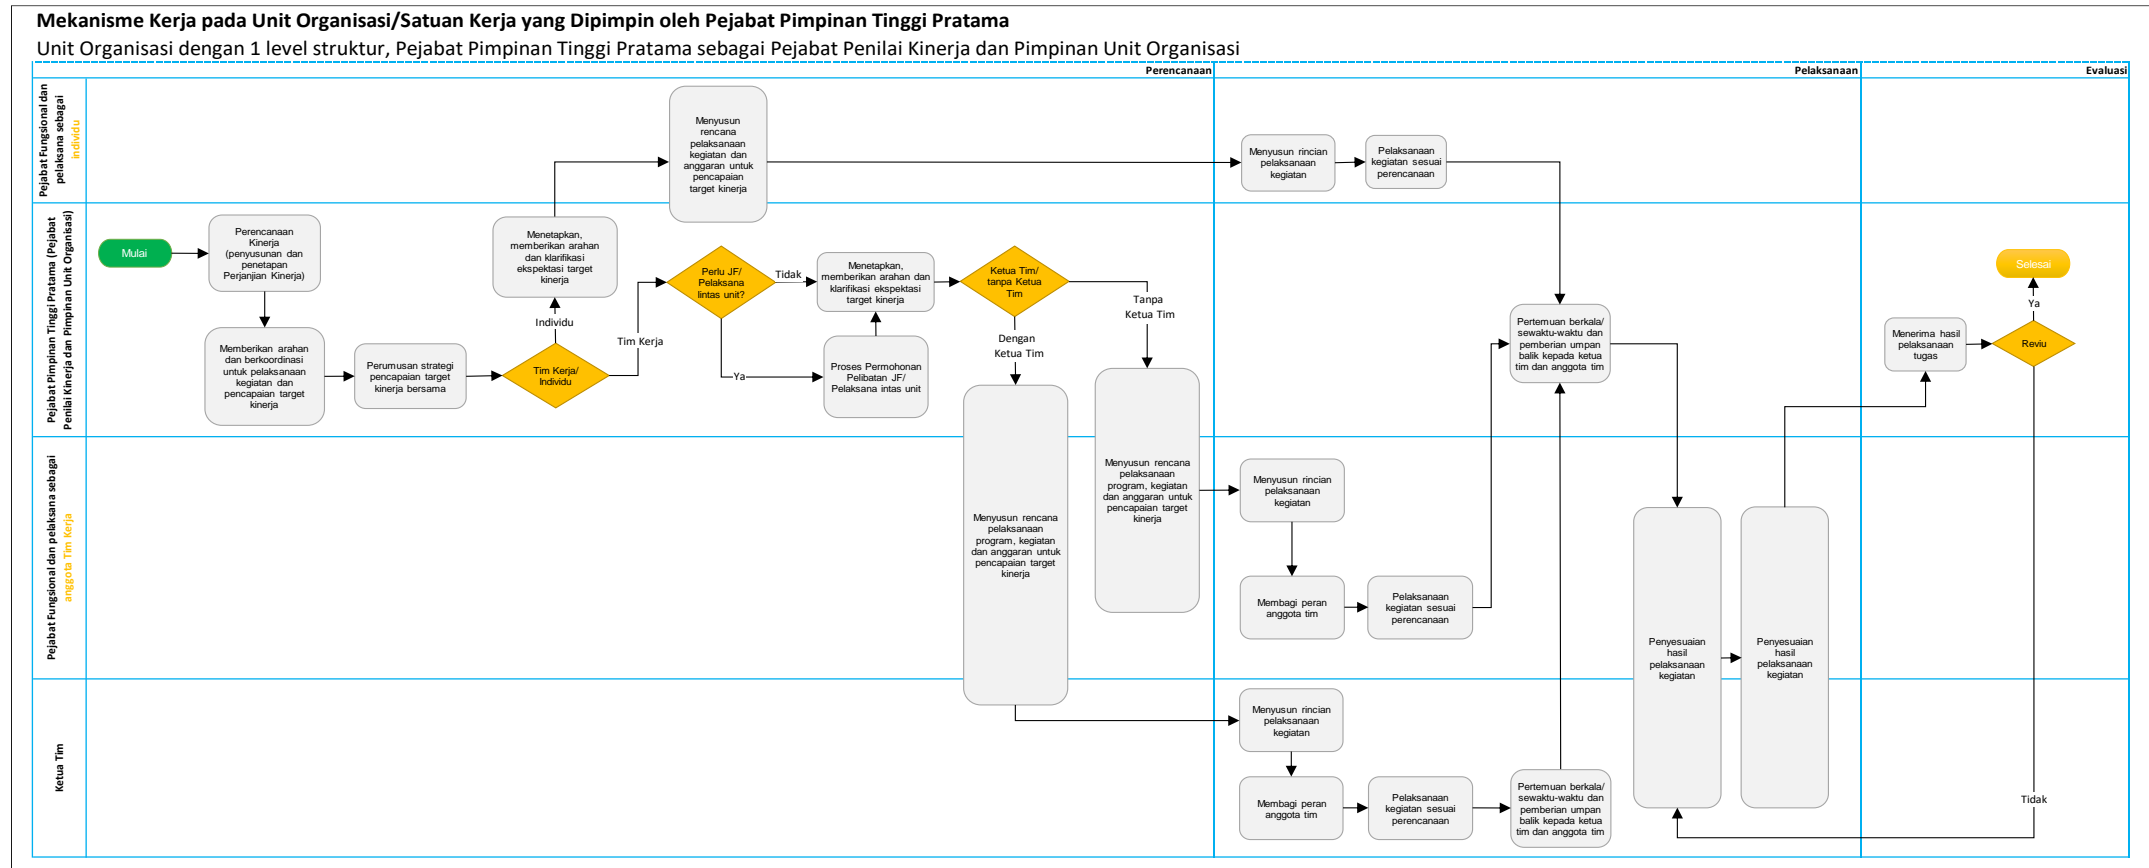 Mekanisme Kerja pada Unit Organisasi/Satuan Kerja yang Dipimpin oleh Pejabat Pimpinan Tinggi Pratama
Unit Organisasi dengan 1 level struktur, Pejabat Pimpinan Tinggi Pratama sebagai Pejabat Penilai Kinerja dan Pimpinan Unit Organisasi
Perencanaan
Pelaksanaan
Evaluasi
Pejabat Fungsional dan
pelaksana sebagai
individu
Menyusun
rencana
pelaksanaan
kegiatan dan
anggaran untuk
pencapaian
target kinerja
Menyusun rincian
pelaksanaan
kegiatan
Pelaksanaan
kegiatan sesuai
perencanaan
Pejabat Pimpinan Tinggi Pratama (Pejabat
Penilai Kinerja dan Pimpinan Unit Organisasi)
Mulai
Perencanaan
Kinerja
(penyusunan dan
penetapan
Perjanjian Kinerja)
Memberikan arahan
dan berkoordinasi
untuk pelaksanaan
kegiatan dan
pencapaian target
kinerja
Perumusan strategi
pencapaian target
kinerja bersama
Tim Kerja/
Individu
Individu
Menetapkan,
memberikan arahan
dan klarifikasi
ekspektasi target
kinerja
Tim Kerja
Perlu JF/
Pelaksana
lintas unit?
Tidak
Ya
Proses Permohonan
Pelibatan JF/
Pelaksana intas unit
Menetapkan,
memberikan arahan dan
klarifikasi ekspektasi
target kinerja
Ketua Tim/
tanpa Ketua
Tim
Dengan
Ketua Tim
Tanpa
Ketua Tim
Pertemuan berkala/
sewaktu-waktu dan
pemberian umpan
balik kepada ketua
tim dan anggota tim
Menerima hasil
pelaksanaan
tugas
Reviu
Ya
Selesai
Tidak
Pejabat Fungsional dan pelaksana sebagai
anggota Tim Kerja
Menyusun rencana
pelaksanaan
program, kegiatan
dan anggaran untuk
pencapaian target
kinerja
Menyusun rencana
pelaksanaan
program, kegiatan
dan anggaran untuk
pencapaian target
kinerja
Menyusun rincian
pelaksanaan
kegiatan
Membagi peran
anggota tim
Pelaksanaan
kegiatan sesuai
perencanaan
Penyesuaian
hasil
pelaksanaan
kegiatan
Penyesuaian
hasil
pelaksanaan
kegiatan
Ketua Tim
Menyusun rincian
pelaksanaan
kegiatan
Membagi peran
anggota tim
Pelaksanaan
kegiatan sesuai
perencanaan
Pertemuan berkala/
sewaktu-waktu dan
pemberian umpan
balik kepada ketua
tim dan anggota tim